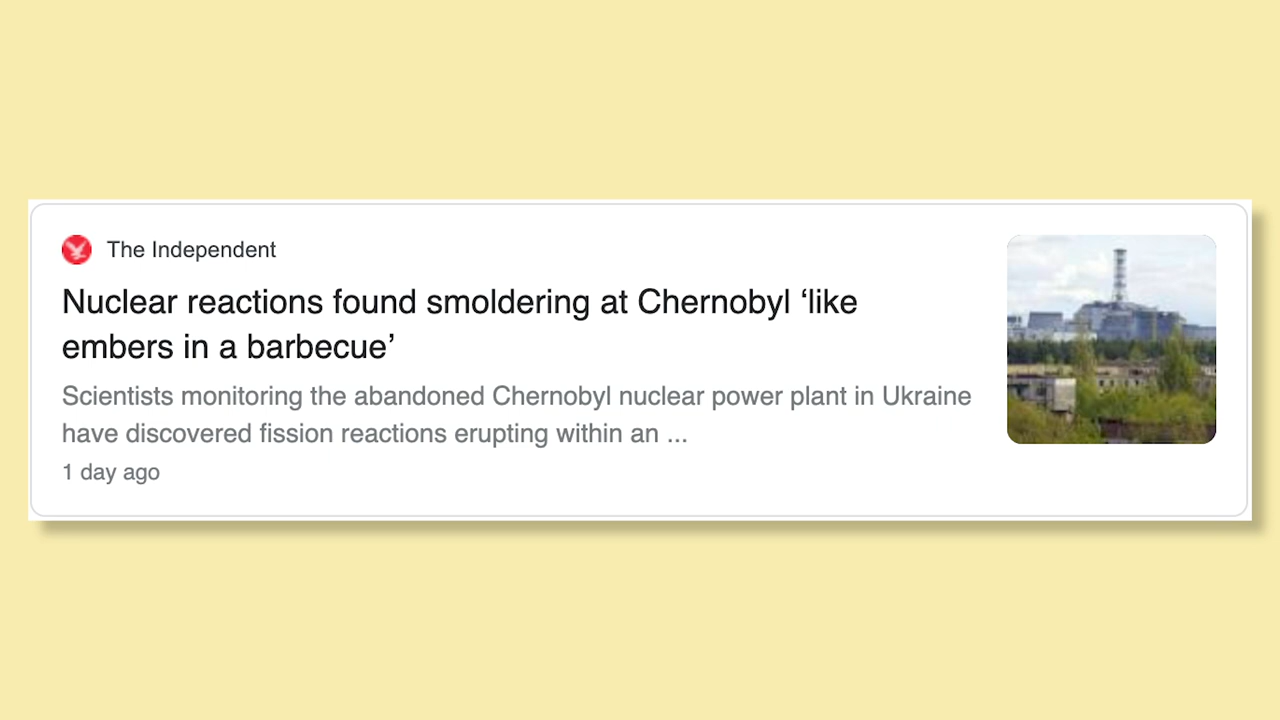 The Independent
Nuclear reactions found smoldering at Chernobyl ‘like
embers in a barbecue’
Scientists monitoring the abandoned Chernobyl nuclear power plant in Ukraine
have discovered fission reactions erupting within an ...
1 day ago